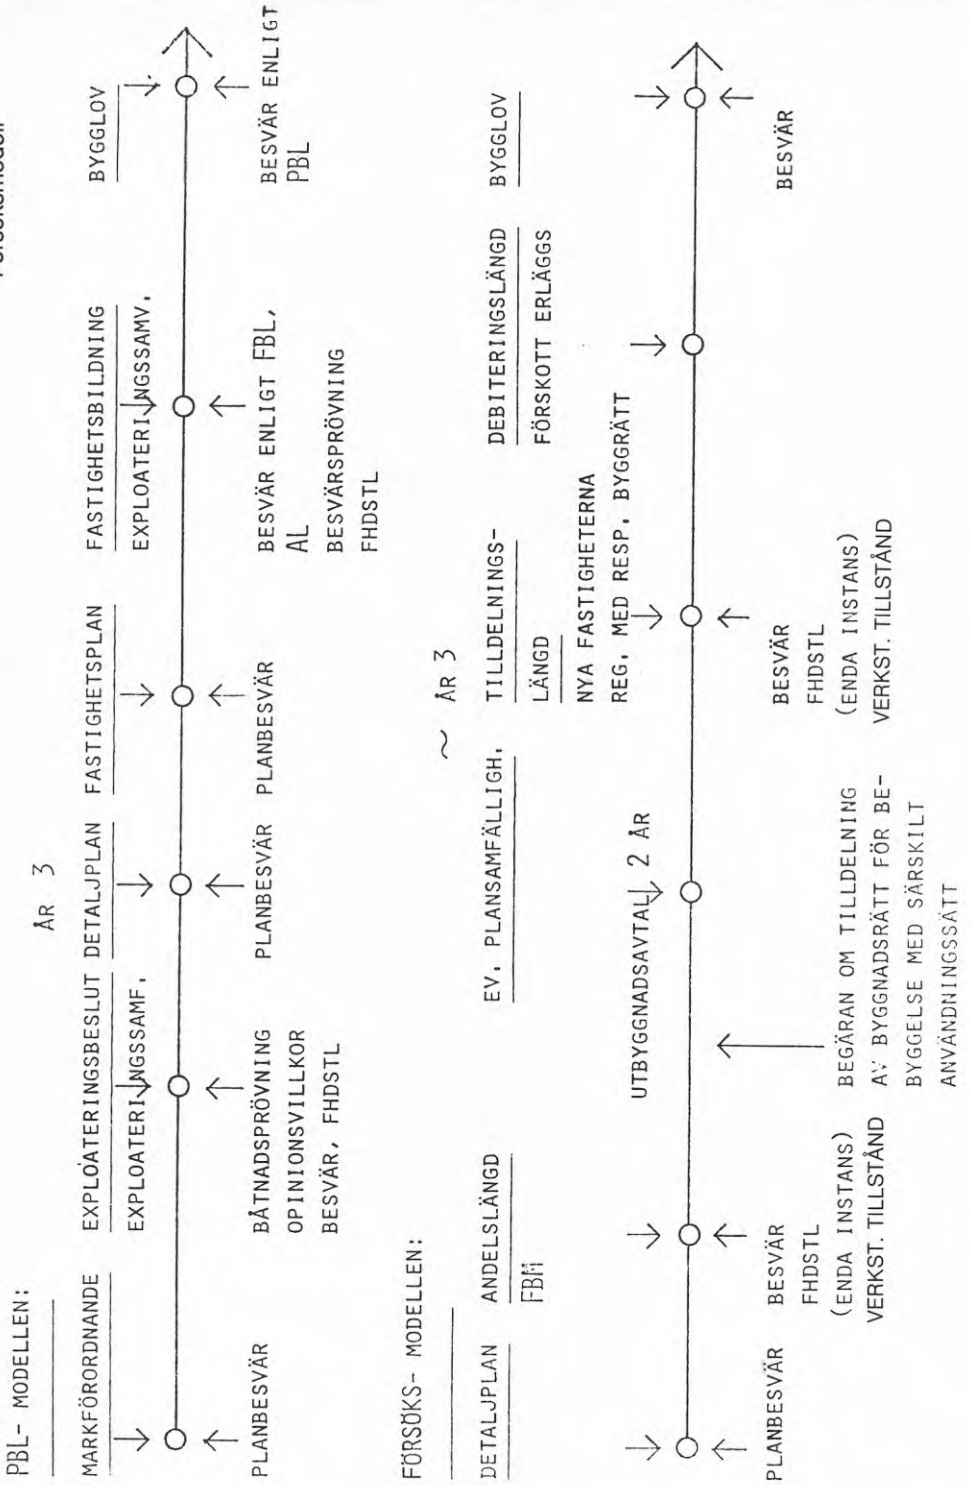 Försöksmodell
PBL- MODELLEN:
ÅR 3
MARKFÖRORDNANDE
EXPLOATERINGSBESLUT
EXPLOATERINGSSAMF.
DETALJPLAN
FASTIGHETSPLAN
FASTIGHETSBILDNING
EXPLOATERINGSSAMV.
BYGGLOV
PLANBESVÄR
BÅTNADSPRÖVNING
OPINIONSVILLKOR
BESVÄR, FHDSTL
PLANBESVÄR
PLANBESVÄR
BESVÄR ENLIGT FBL,
AL
BESVÄRSPRÖVNING
FHDSTL
BESVÄR ENLIGT
PBL
FÖRSÖKS- MODELLEN:
~ ÅR 3
DETALJPLAN
ANDELSLÄNGD
FBM
EV. PLANSAMFÄLLIGH.
TILLDELNINGS-
LÄNGD
NYA FASTIGHETERNA
REG. MED RESP. BYGGRÄTT
DEBITERINGSLÄNGD
FÖRSKOTT ERLÄGGS
BYGGLOV
UTBYGGNADSAVTAL 2 ÅR
PLANBESVÄR
BESVÄR
FHDSTL
(ENDA INSTANS)
VERKST. TILLSTÅND
BEGÄRAN OM TILLDELNING
AV BYGGNADSRÄTT FÖR BE-
BYGGELSE MED SÄRSKILT
ANVÄNDNINGSSÄTT
BESVÄR
FHDSTL
(ENDA INSTANS)
VERKST. TILLSTÅND
BESVÄR